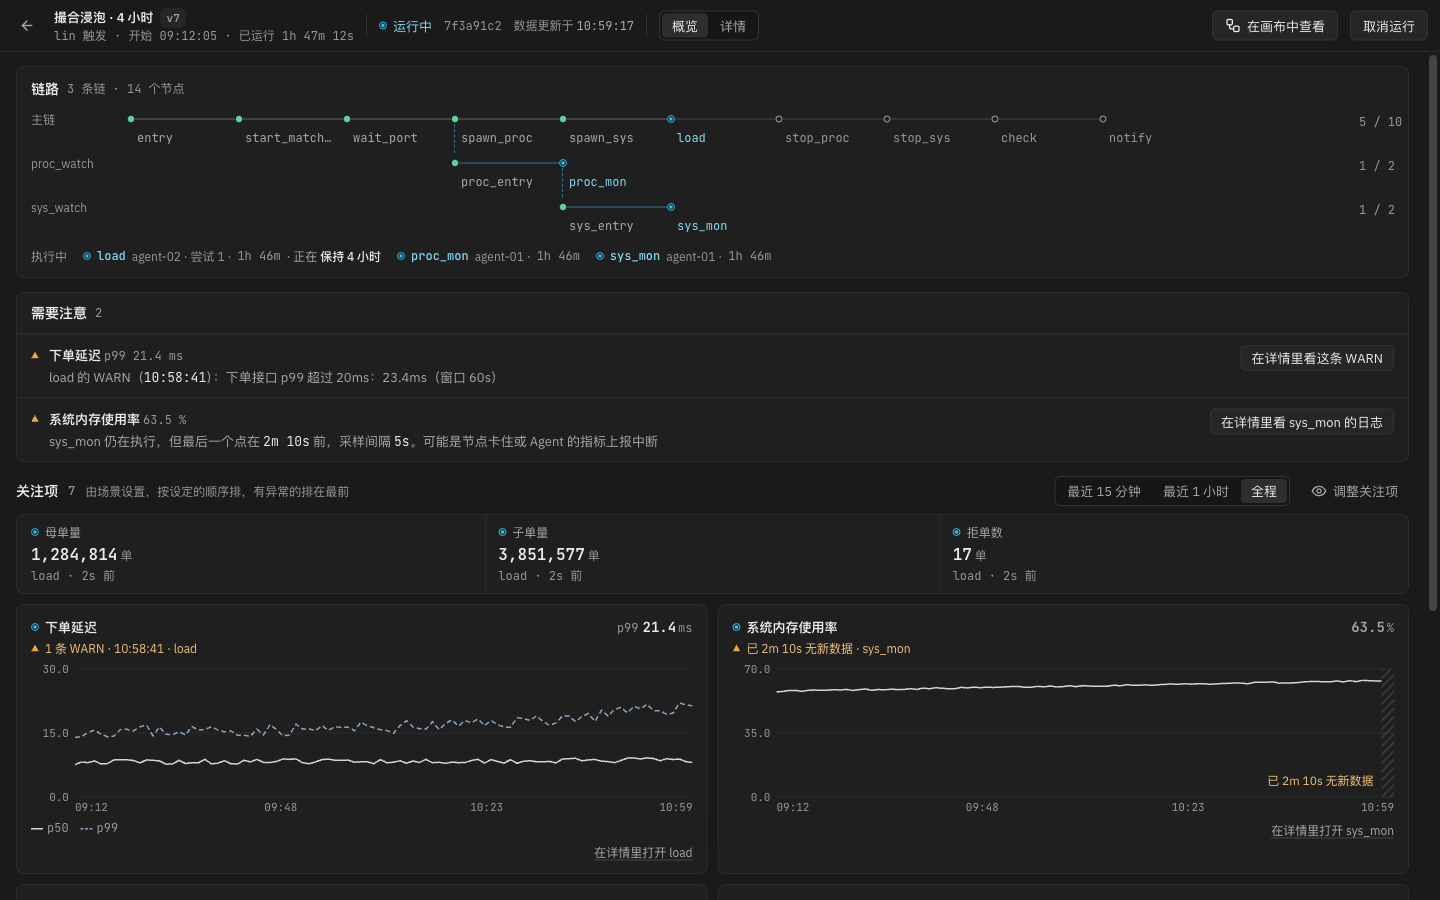 撮合浸泡 · 4 小时 v7
lin 触发 · 开始 09:12:05 · 已运行 1h 47m 12s
运行中 7f3a91c2 数据更新于 10:59:17
概览 详情
在画布中查看 取消运行
链路 3 条链 · 14 个节点
主链
entry start_match… wait_port spawn_proc spawn_sys load stop_proc stop_sys check notify
5 / 10
proc_watch
proc_entry proc_mon
1 / 2
sys_watch
sys_entry sys_mon
1 / 2
执行中 load agent-02 · 尝试 1 · 1h 46m · 正在 保持 4 小时 proc_mon agent-01 · 1h 46m sys_mon agent-01 · 1h 46m
需要注意 2
下单延迟 p99 21.4 ms
load 的 WARN（10:58:41）：下单接口 p99 超过 20ms：23.4ms（窗口 60s）
在详情里看这条 WARN
系统内存使用率 63.5 %
sys_mon 仍在执行，但最后一个点在 2m 10s 前，采样间隔 5s。可能是节点卡住或 Agent 的指标上报中断
在详情里看 sys_mon 的日志
关注项 7 由场景设置，按设定的顺序排，有异常的排在最前
最近 15 分钟 最近 1 小时 全程 调整关注项
母单量
1,284,814 单
load · 2s 前
子单量
3,851,577 单
load · 2s 前
拒单数
17 单
load · 2s 前
下单延迟 p99 21.4 ms
1 条 WARN · 10:58:41 · load
30.0
15.0
0.0
09:12 09:48 10:23 10:59
p50 p99
在详情里打开 load
系统内存使用率 63.5 %
已 2m 10s 无新数据 · sys_mon
70.0
35.0
已 2m 10s 无新数据
0.0
09:12 09:48 10:23 10:59
在详情里打开 sys_mon